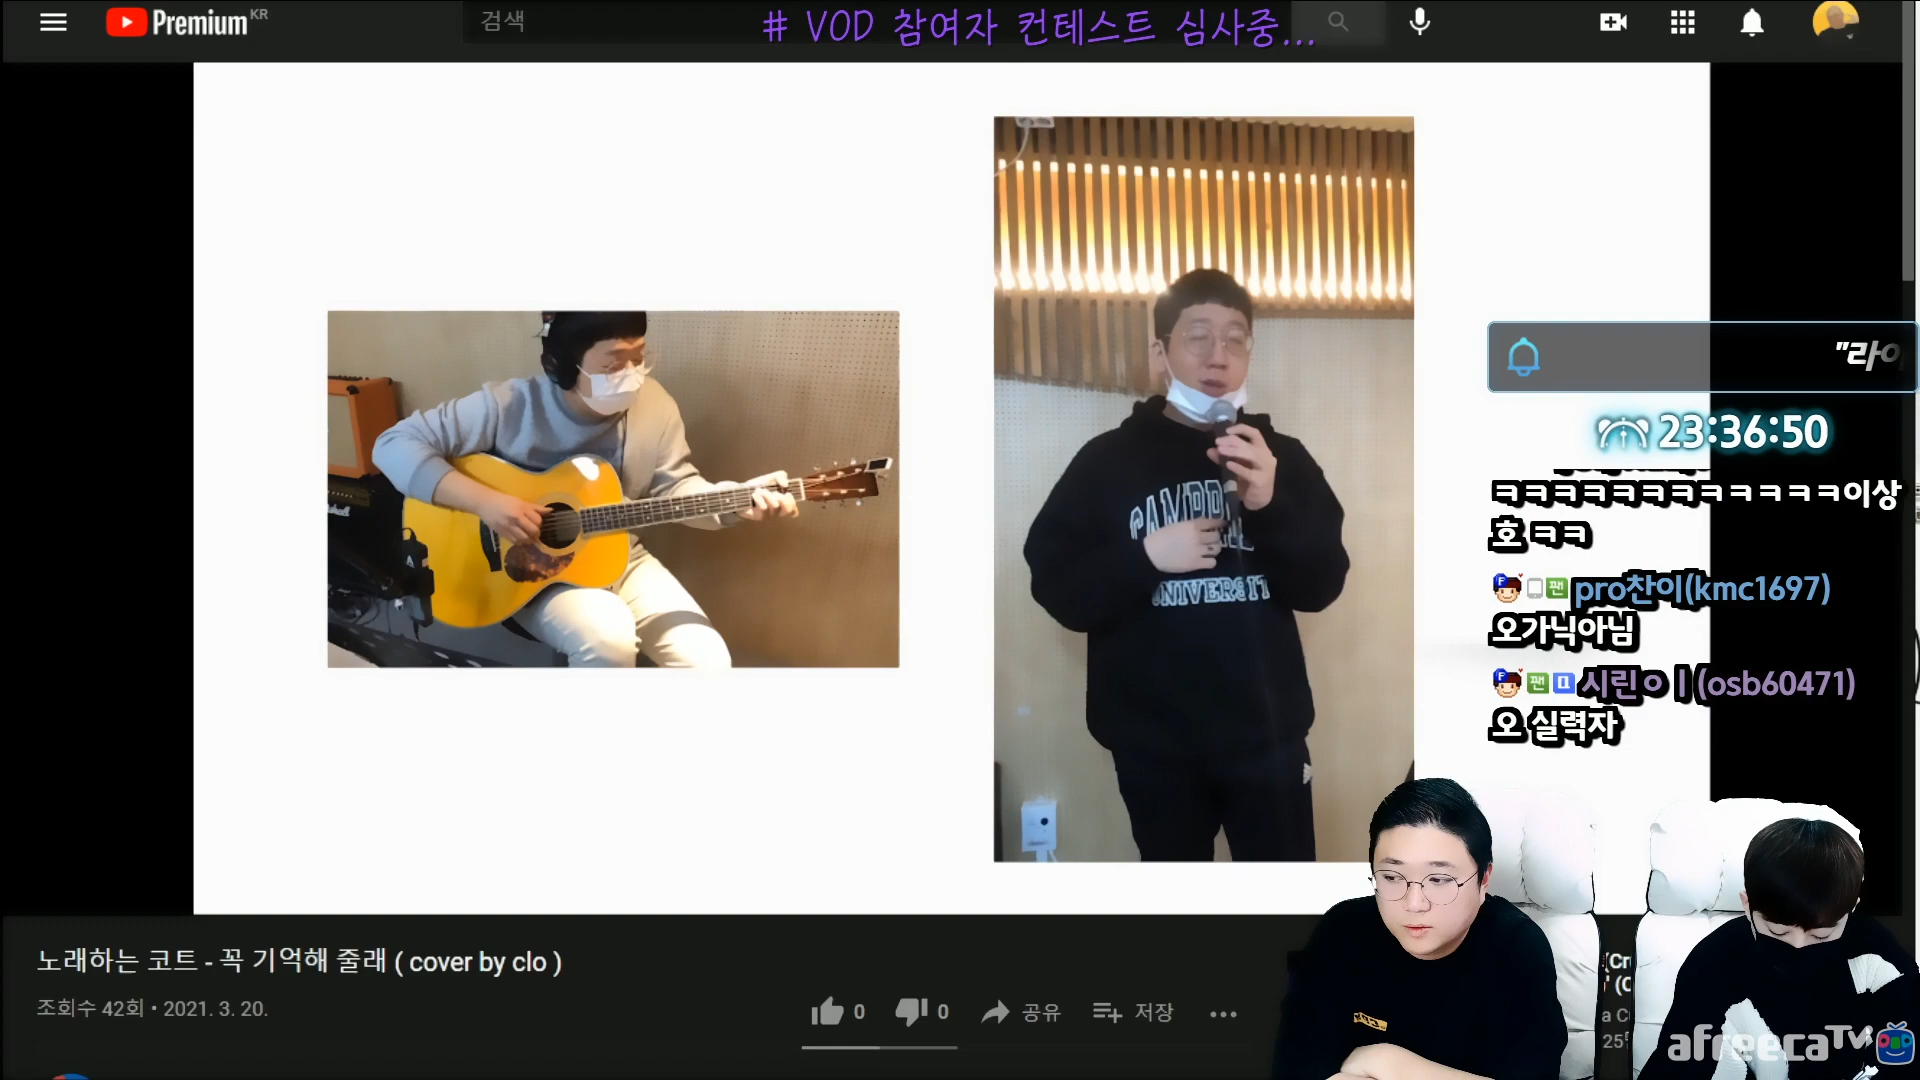 Premium KR
검색
# VOD 참여자 컨테스트 심사중...
CAMBRI
UNIVERSIT
"라이
23:36:50
ㅋㅋㅋㅋㅋㅋㅋㅋㅋㅋㅋㅋ이상
호 ㅋㅋ
pro찬이(kmc1697)
오가닉아님
시린ㅇㅣ(osb60471)
오 실력자
노래하는 코트 - 꼭 기억해 줄래 ( cover by clo )
조회수 42회 • 2021. 3. 20.
0
0
공유
저장
afreecaTV